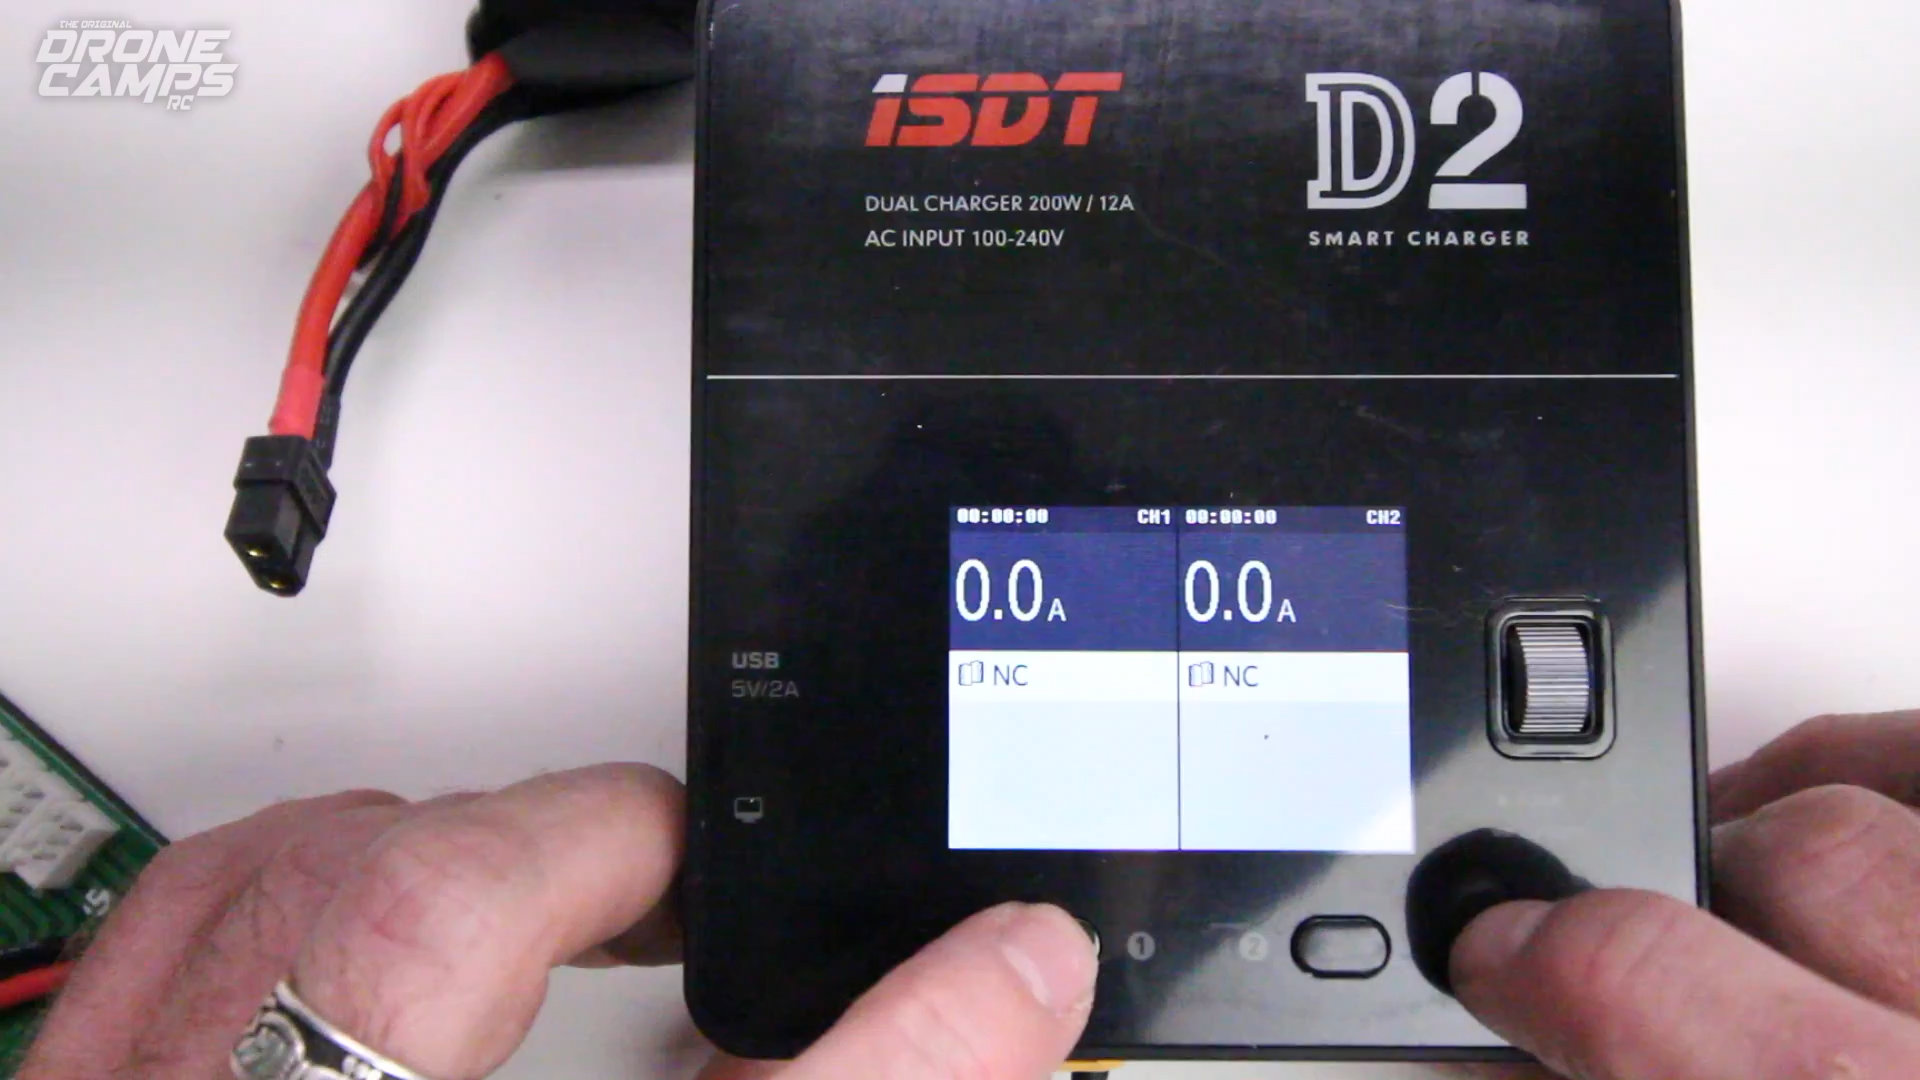 THE ORIGINAL
DRONE
CAMPS
RC
iSDT
D2
DUAL CHARGER 200W / 12A
AC INPUT 100-240V
SMART CHARGER
00:00:00 CH1 00:00:00 CH2
0.0A 0.0A
NC NC
USB
5V/2A
1 2